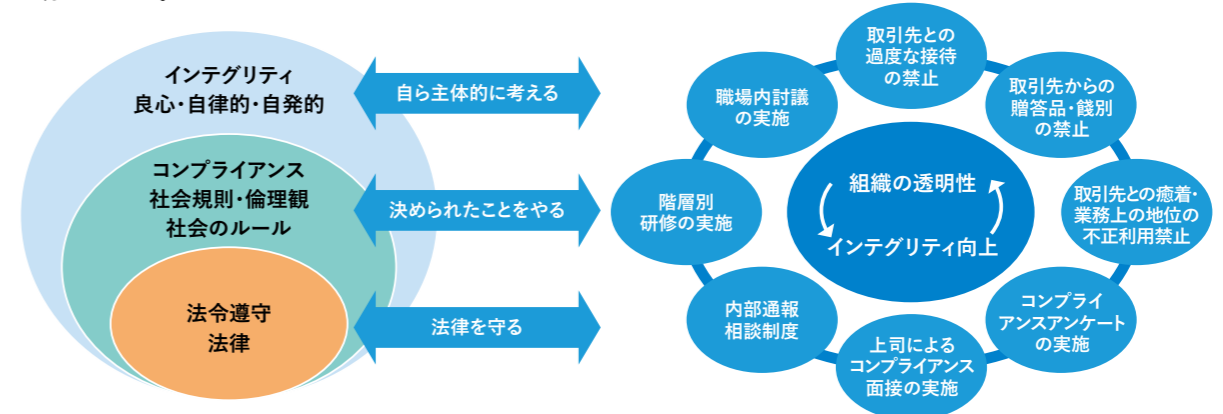 インテグリティ
良心・自律的・自発的
コンプライアンス
社会規則・倫理観
社会のルール
法令遵守
法律
自ら主体的に考える
決められたことをやる
法律を守る
取引先との
過度な接待
の禁止
取引先からの
贈答品・餞別
の禁止
取引先との癒着・
業務上の地位の
不正利用禁止
コンプライ
アンスアンケート
の実施
上司による
コンプライアンス
面接の実施
内部通報
相談制度
階層別
研修の実施
職場内討議
の実施
組織の透明性
インテグリティ向上